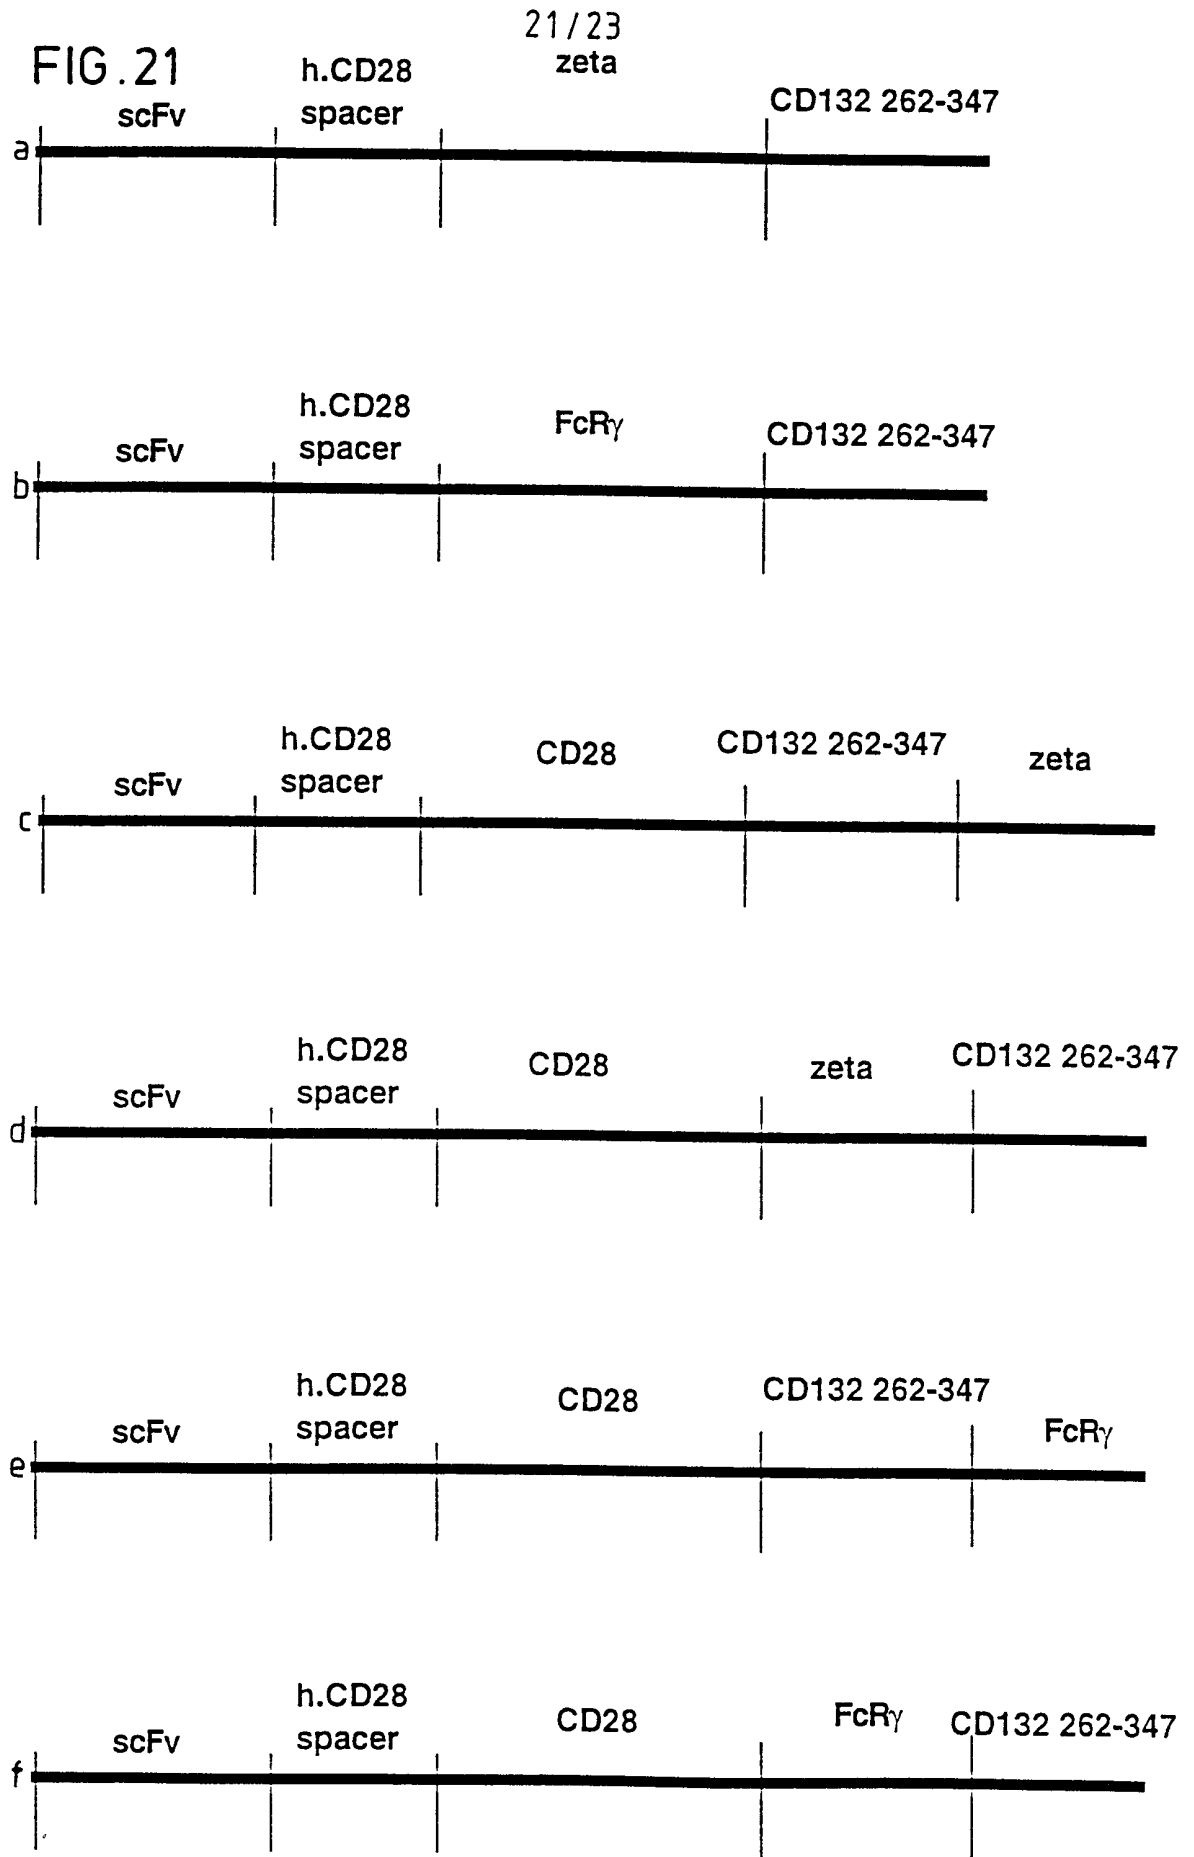 21/23
FIG.21
scFv
h.CD28
spacer
zeta
CD132 262-347
a
scFv
h.CD28
spacer
FcRγ
CD132 262-347
b
scFv
h.CD28
spacer
CD28
CD132 262-347
zeta
c
scFv
h.CD28
spacer
CD28
zeta
CD132 262-347
d
scFv
h.CD28
spacer
CD28
CD132 262-347
FcRγ
e
scFv
h.CD28
spacer
CD28
FcRγ
CD132 262-347
f